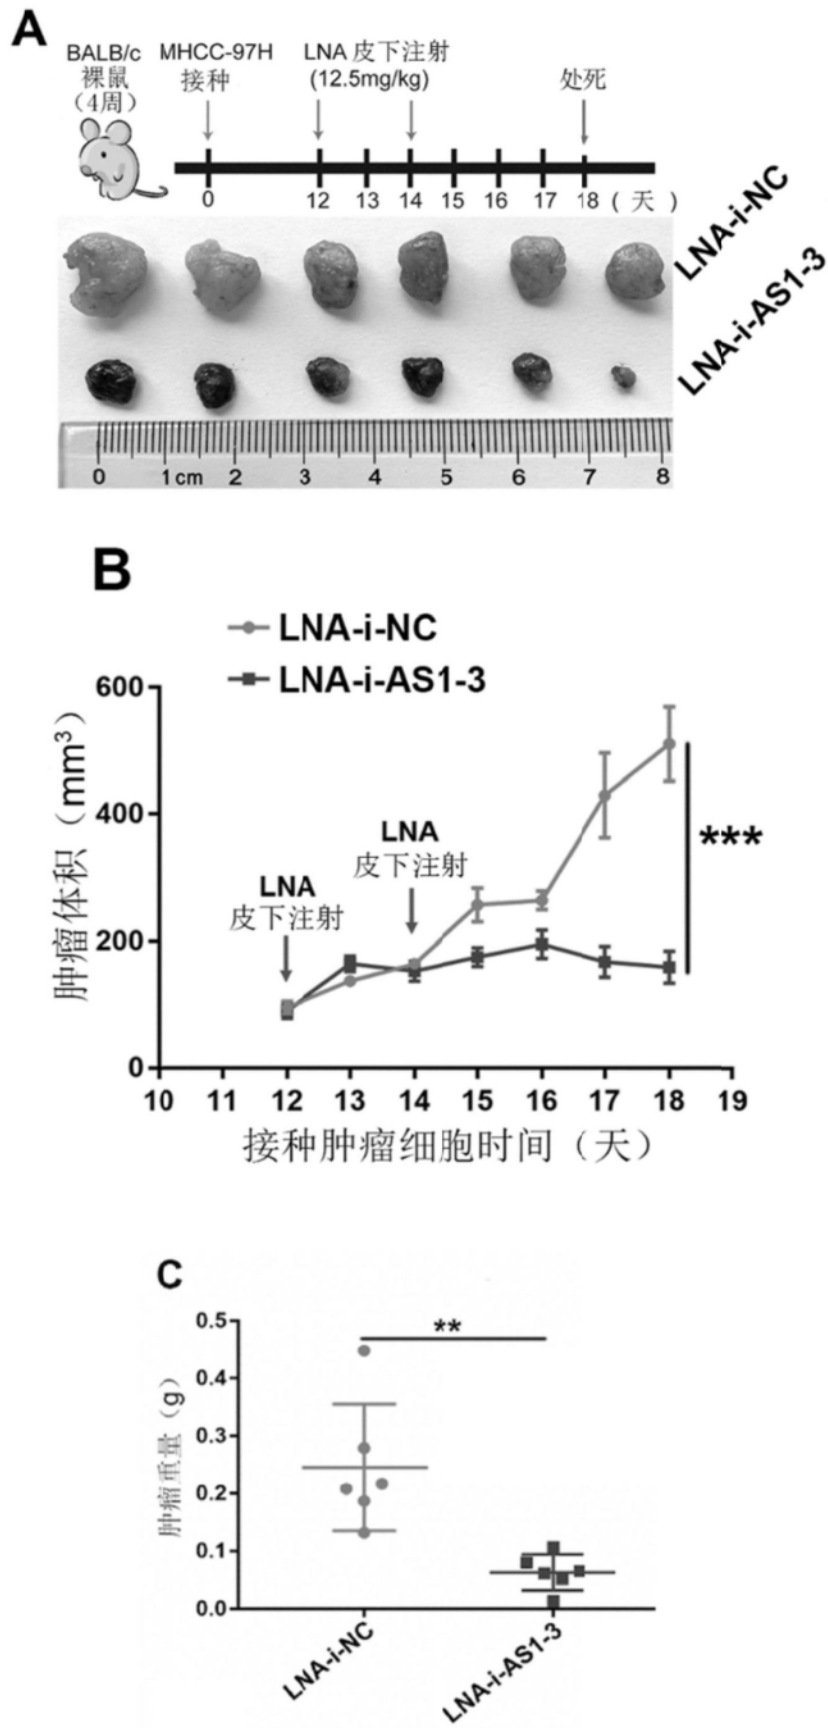 A
BALB/c
裸鼠
（4周）
MHCC-97H
接种
LNA 皮下注射
(12.5mg/kg)
处死
0 12 13 14 15 16 17 18 ( 天 )
LNA-i-NC
LNA-i-AS1-3
0 1cm 2 3 4 5 6 7 8
B
LNA-i-NC
LNA-i-AS1-3
肿瘤体积（mm³）
600
400
200
0
LNA
皮下注射
LNA
皮下注射
***
10 11 12 13 14 15 16 17 18 19
接种肿瘤细胞时间（天）
C
肿瘤重量（g）
0.5
0.4
0.3
0.2
0.1
0.0
**
LNA-i-NC
LNA-i-AS1-3